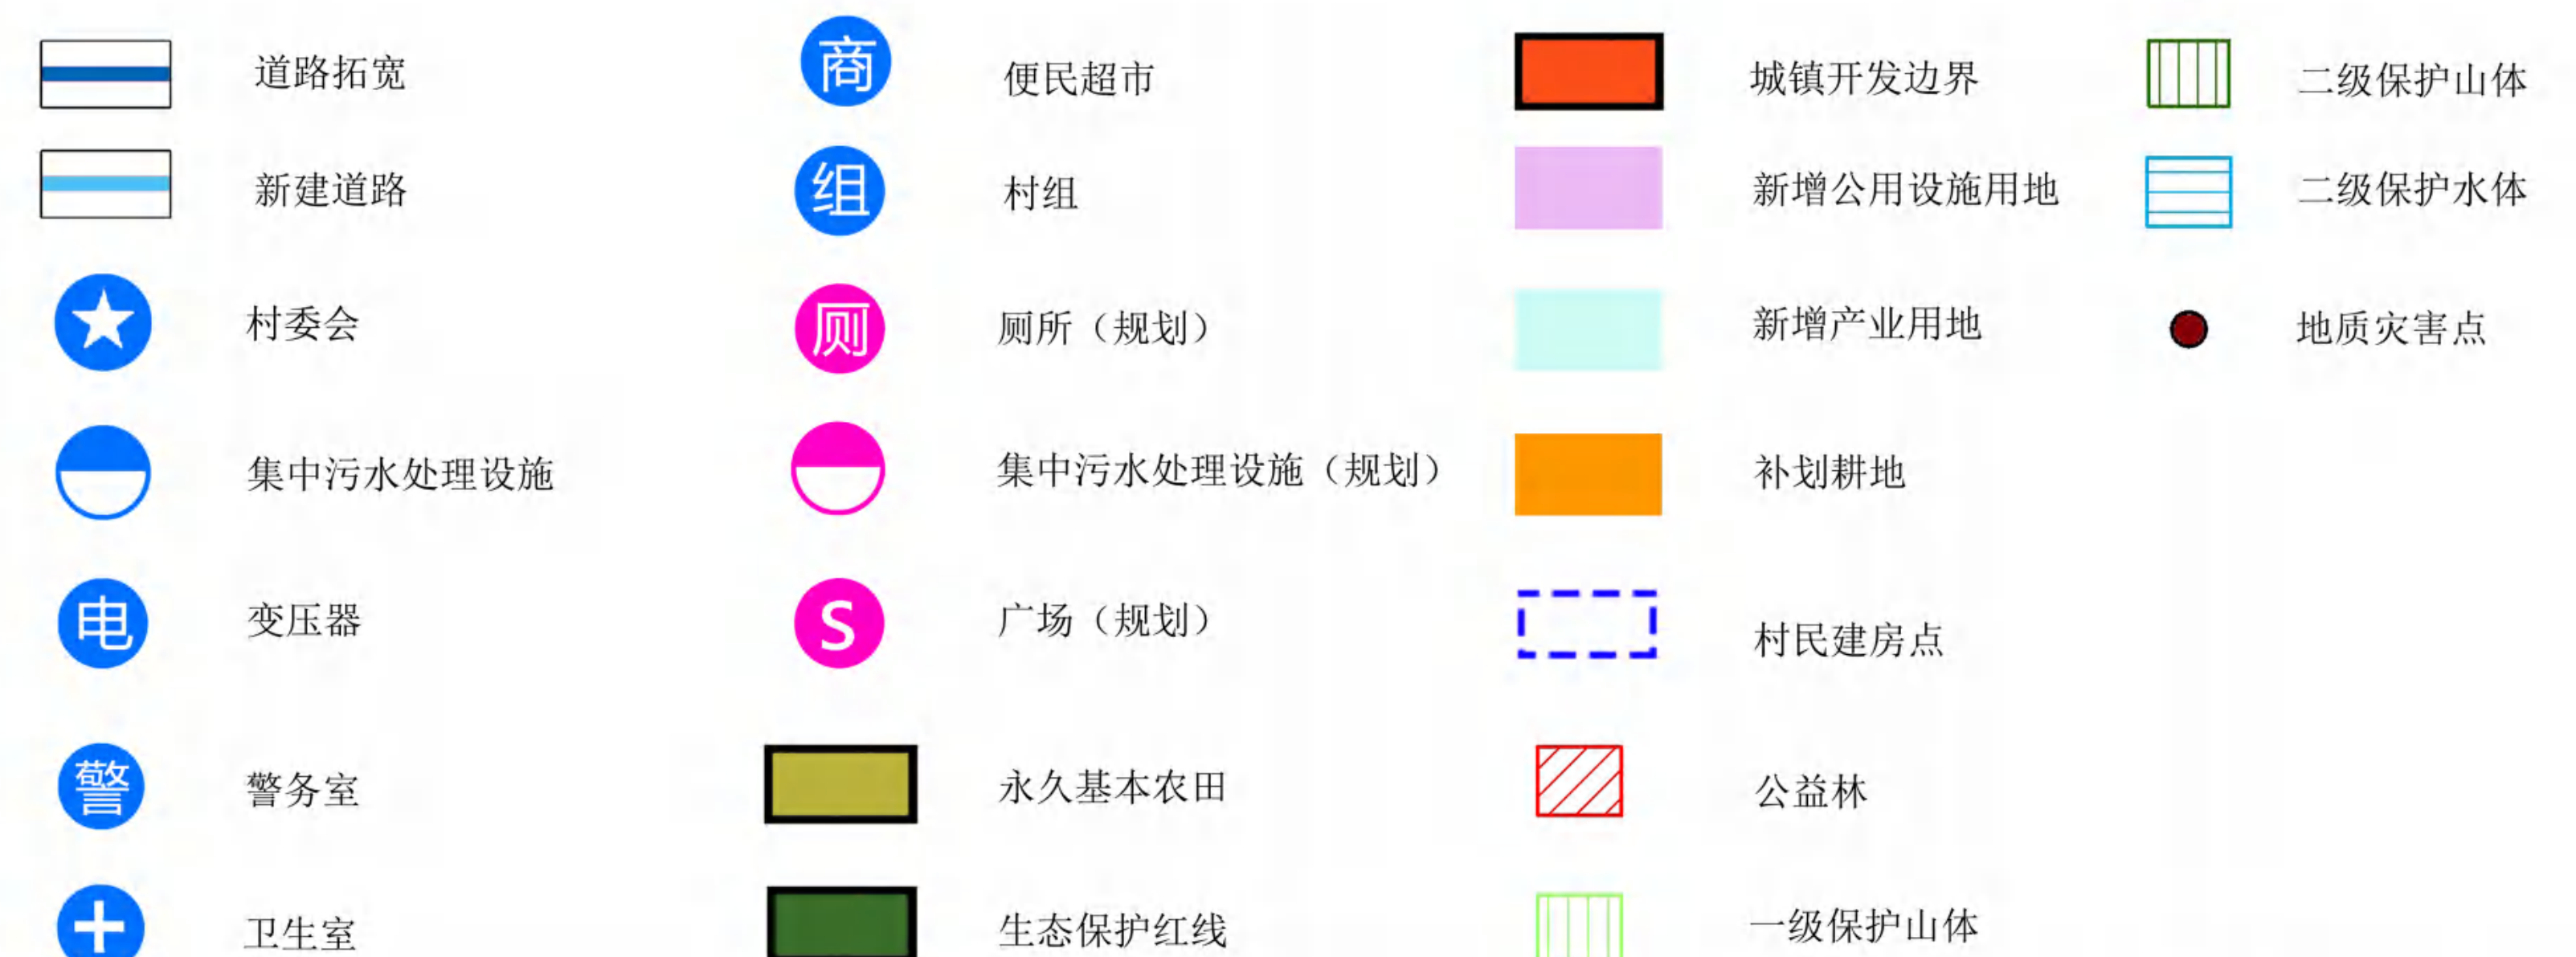 道路拓宽
新建道路
村委会
集中污水处理设施
电 变压器
警 警务室
卫生室
商 便民超市
组 村组
厕 厕所（规划）
集中污水处理设施（规划）
S 广场（规划）
永久基本农田
生态保护红线
城镇开发边界
新增公用设施用地
新增产业用地
补划耕地
村民建房点
公益林
一级保护山体
二级保护山体
二级保护水体
地质灾害点